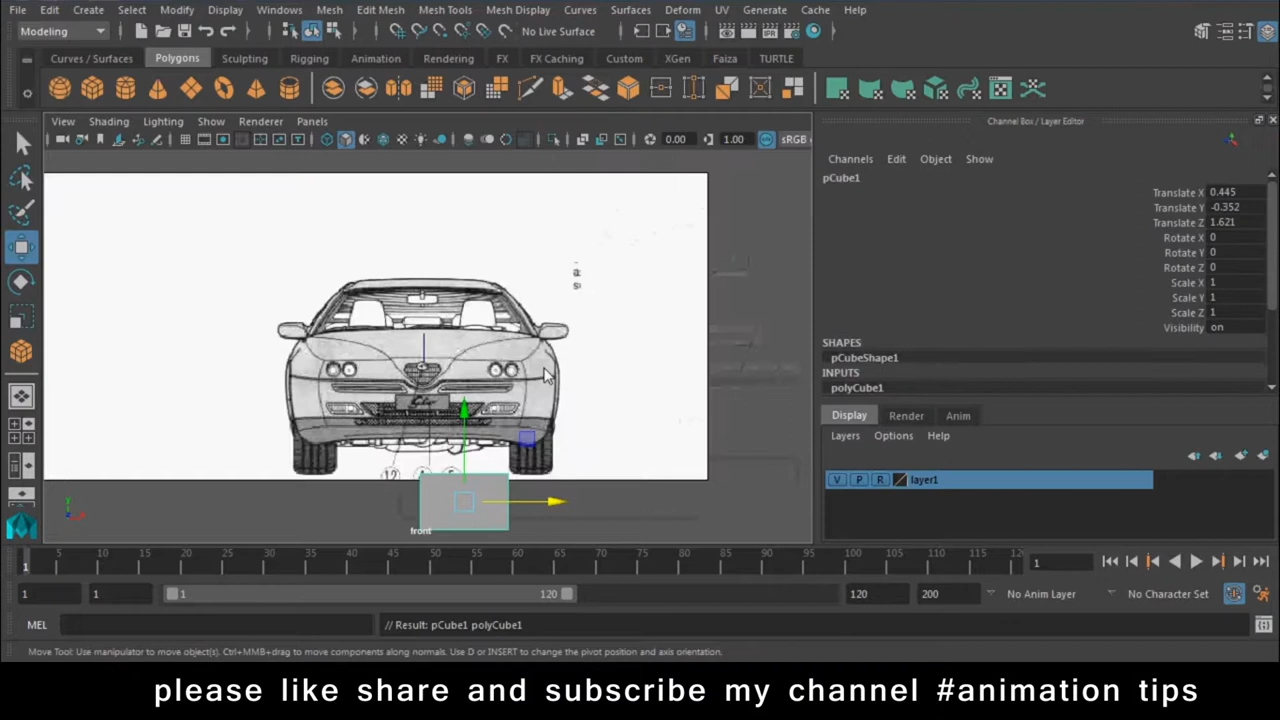 File Edit Create Select Modify Display Windows Mesh Edit Mesh Mesh Tools Mesh Display Curves Surfaces Deform UV Generate Cache Help
Modeling No Live Surface
Curves / Surfaces Polygons Sculpting Rigging Animation Rendering FX FX Caching Custom XGen Faiza TURTLE
View Shading Lighting Show Renderer Panels
0.00 1.00 sRGB
Channel Box / Layer Editor
Channels Edit Object Show
pCube1
Translate X 0.445
Translate Y -0.352
Translate Z 1.621
Rotate X 0
Rotate Y 0
Rotate Z 0
Scale X 1
Scale Y 1
Scale Z 1
Visibility on
SHAPES
pCubeShape1
INPUTS
polyCube1
Display Render Anim
Layers Options Help
V P R layer1
12
front
5 10 15 20 25 30 35 40 45 50 55 60 65 70 75 80 85 90 95 100 105 110 115 12
1 1
1 1 1 120 120 200 No Anim Layer No Character Set
MEL // Result: pCube1 polyCube1
Move Tool: Use manipulator to move object(s). Ctrl+MMB+drag to move components along normals. Use D or INSERT to change the pivot position and axis orientation.
please like share and subscribe my channel #animation tips